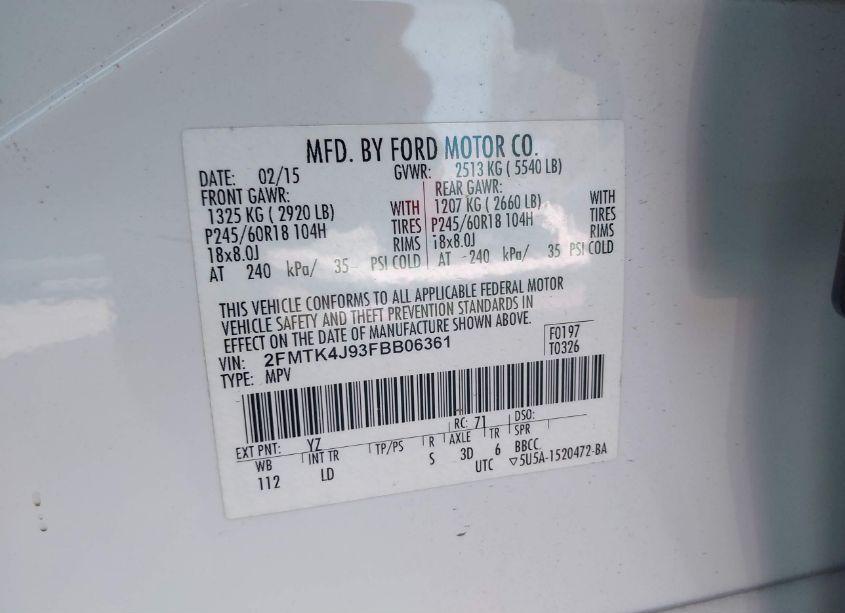 MFD. BY FORD MOTOR CO.
DATE: 02/15 GVWR: 2513 KG ( 5540 LB)
FRONT GAWR: REAR GAWR:
1325 KG ( 2920 LB) WITH 1207 KG ( 2660 LB) WITH
P245/60R18 104H TIRES P245/60R18 104H TIRES
18x8.0J RIMS 18x8.0J RIMS
AT 240 kPa/ 35 PSI COLD AT 240 kPa/ 35 PSI COLD
THIS VEHICLE CONFORMS TO ALL APPLICABLE FEDERAL MOTOR
VEHICLE SAFETY AND THEFT PREVENTION STANDARDS IN
EFFECT ON THE DATE OF MANUFACTURE SHOWN ABOVE.
VIN: 2FMTK4J93FBB06361 F0197
TYPE: MPV T0326
EXT PNT: YZ RC: 71 DSO:
WB INT TR TP/PS R AXLE TR SPR
112 LD S 3D 6 BBCC
UTC ▽5U5A-1520472-BA